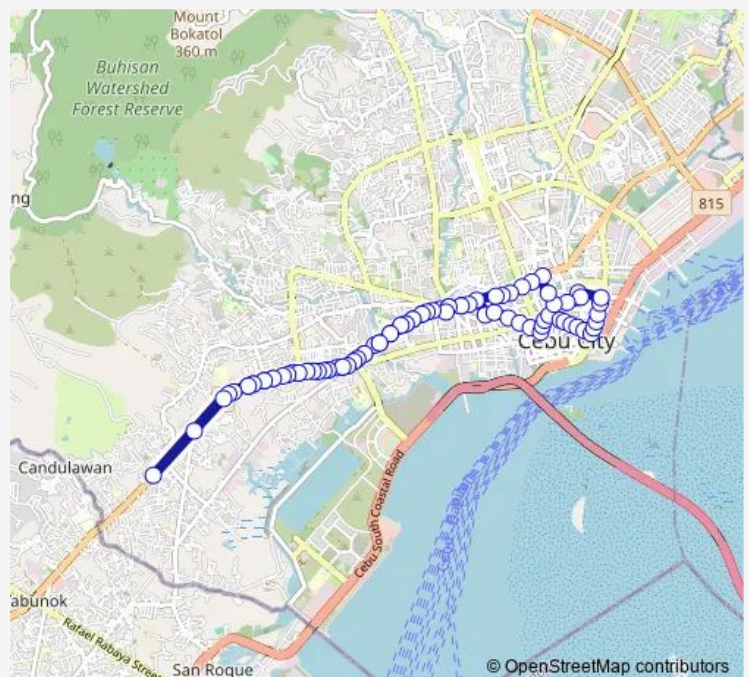 Mount
Bokatol
360 m
Buhisan
Watershed
Forest Reserve
ng
815
Cebu City
Candulawan
Cebu South Coastal Road
abunok
Rafael Rabaya Street
San Roque
© OpenStreetMap contributors